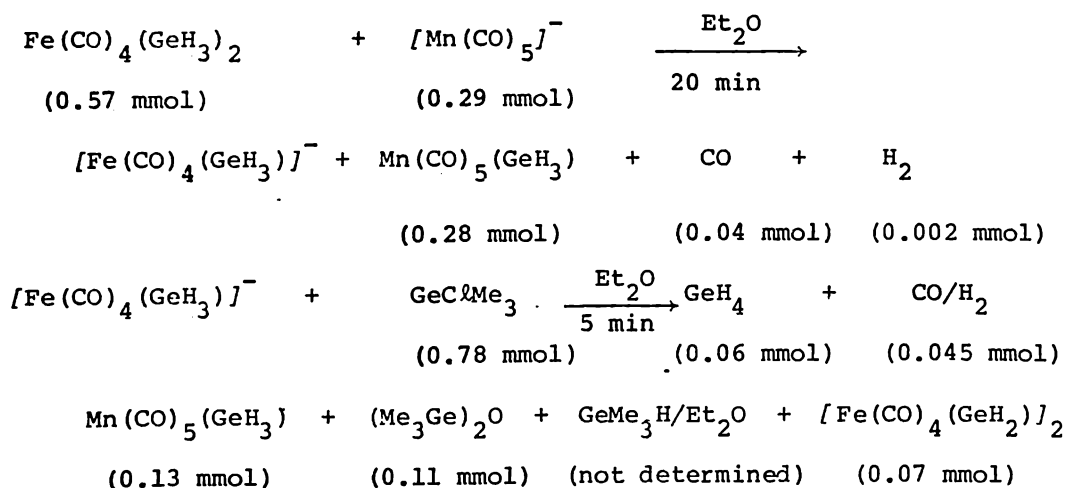 Fe(CO)4(GeH3)2 + [Mn(CO)5]⁻ Et2O
20 min
(0.57 mmol) (0.29 mmol)
[Fe(CO)4(GeH3)]⁻ + Mn(CO)5(GeH3) + CO + H2
(0.28 mmol) (0.04 mmol) (0.002 mmol)
[Fe(CO)4(GeH3)]⁻ + GeCℓMe3 Et2O GeH4 + CO/H2
5 min
(0.78 mmol) (0.06 mmol) (0.045 mmol)
Mn(CO)5(GeH3) + (Me3Ge)2O + GeMe3H/Et2O + [Fe(CO)4(GeH2)]2
(0.13 mmol) (0.11 mmol) (not determined) (0.07 mmol)